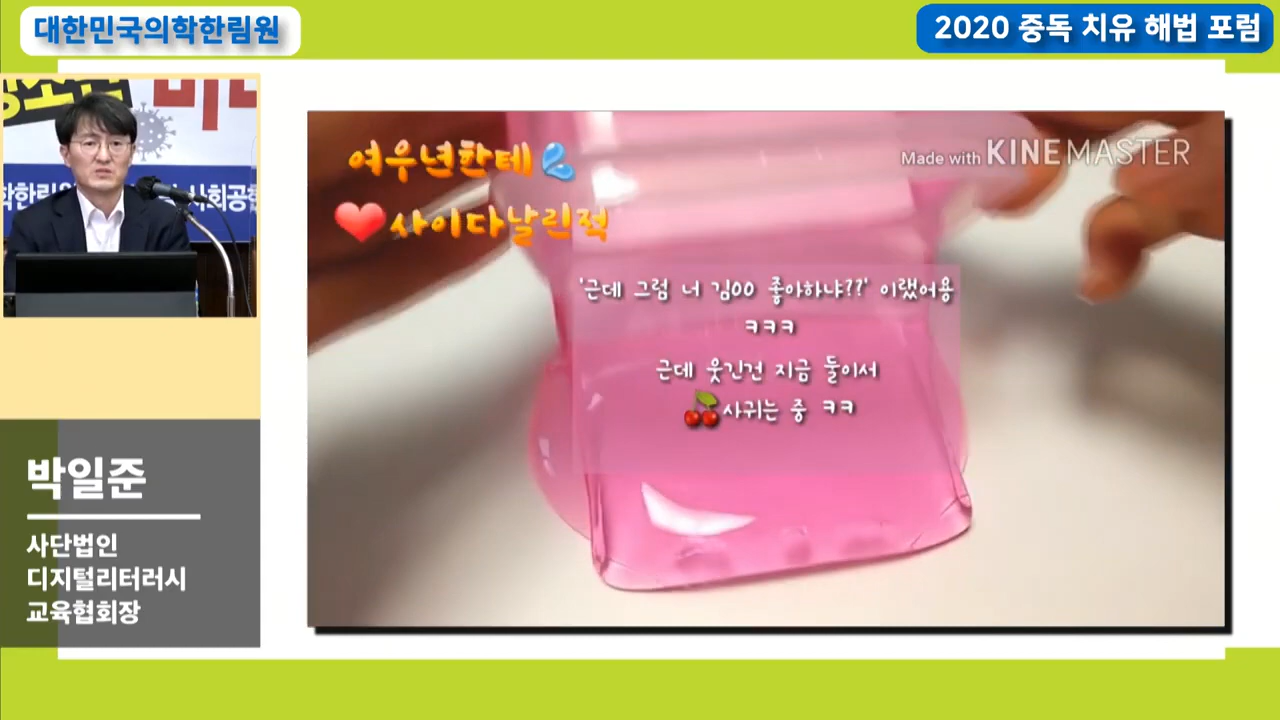 대한민국의학한림원
2020 중독 치유 해법 포럼
사회공헌
여우년한테
사이다날린적
Made with KINEMASTER
'근데 그럼 너 김00 좋아하냐??' 이랬어용
ㅋㅋㅋ
근데 웃긴건 지금 둘이서
사귀는 중 ㅋㅋ
박일준
사단법인
디지털리터러시
교육협회장